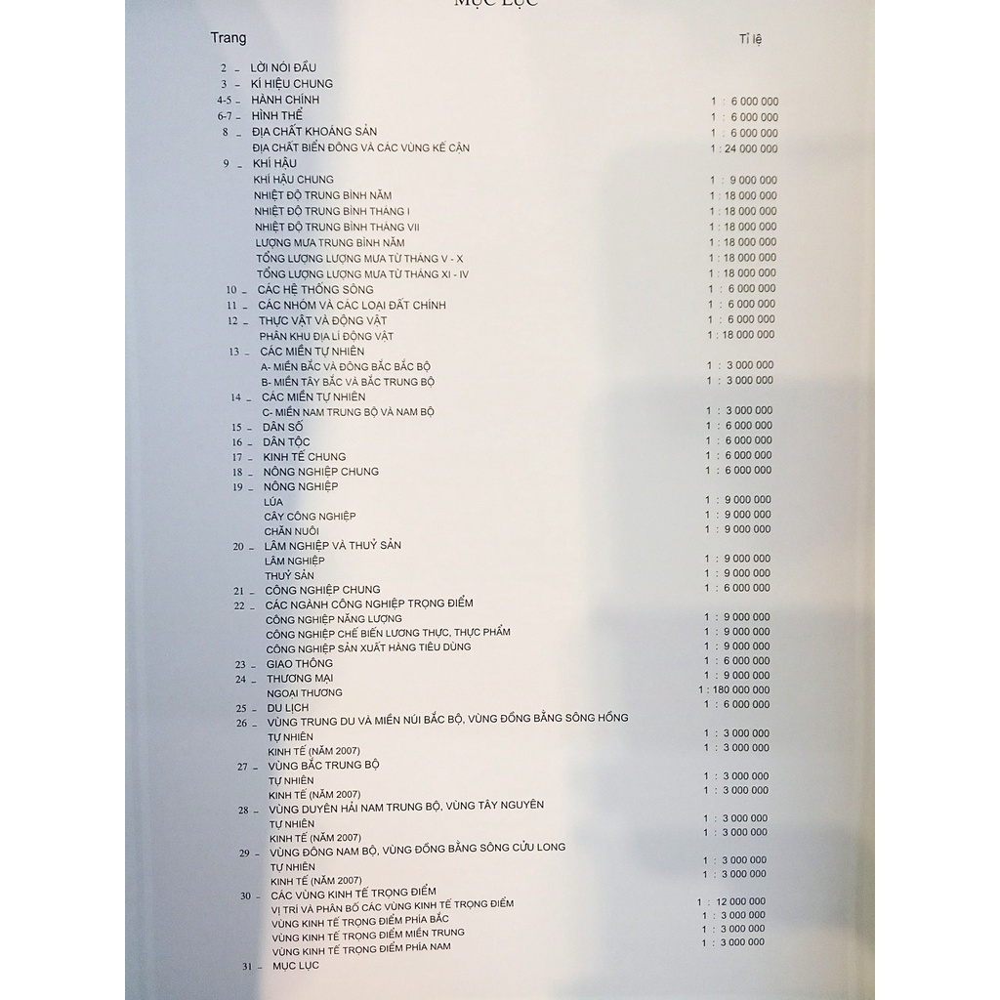 MỤC LỤC
Trang Tỉ lệ
2 – LỜI NÓI ĐẦU
3 – KÍ HIỆU CHUNG
4-5 – HÀNH CHÍNH 1 : 6 000 000
6-7 – HÌNH THỂ 1 : 6 000 000
8 – ĐỊA CHẤT KHOÁNG SẢN 1 : 6 000 000
ĐỊA CHẤT BIỂN ĐÔNG VÀ CÁC VÙNG KẾ CẬN 1 : 24 000 000
9 – KHÍ HẬU
KHÍ HẬU CHUNG 1 : 9 000 000
NHIỆT ĐỘ TRUNG BÌNH NĂM 1 : 18 000 000
NHIỆT ĐỘ TRUNG BÌNH THÁNG I 1 : 18 000 000
NHIỆT ĐỘ TRUNG BÌNH THÁNG VII 1 : 18 000 000
LƯỢNG MƯA TRUNG BÌNH NĂM 1 : 18 000 000
TỔNG LƯỢNG LƯỢNG MƯA TỪ THÁNG V - X 1 : 18 000 000
TỔNG LƯỢNG LƯỢNG MƯA TỪ THÁNG XI - IV 1 : 18 000 000
10 – CÁC HỆ THỐNG SÔNG 1 : 6 000 000
11 – CÁC NHÓM VÀ CÁC LOẠI ĐẤT CHÍNH 1 : 6 000 000
12 – THỰC VẬT VÀ ĐỘNG VẬT 1 : 6 000 000
PHÂN KHU ĐỊA LÍ ĐỘNG VẬT 1 : 18 000 000
13 – CÁC MIỀN TỰ NHIÊN
A- MIỀN BẮC VÀ ĐÔNG BẮC BẮC BỘ 1 : 3 000 000
B- MIỀN TÂY BẮC VÀ BẮC TRUNG BỘ 1 : 3 000 000
14 – CÁC MIỀN TỰ NHIÊN
C- MIỀN NAM TRUNG BỘ VÀ NAM BỘ 1 : 3 000 000
15 – DÂN SỐ 1 : 6 000 000
16 – DÂN TỘC 1 : 6 000 000
17 – KINH TẾ CHUNG 1 : 6 000 000
18 – NÔNG NGHIỆP CHUNG 1 : 6 000 000
19 – NÔNG NGHIỆP
LÚA 1 : 9 000 000
CÂY CÔNG NGHIỆP 1 : 9 000 000
CHĂN NUÔI 1 : 9 000 000
20 – LÂM NGHIỆP VÀ THUỶ SẢN
LÂM NGHIỆP 1 : 9 000 000
THUỶ SẢN 1 : 9 000 000
21 – CÔNG NGHIỆP CHUNG 1 : 6 000 000
22 – CÁC NGÀNH CÔNG NGHIỆP TRỌNG ĐIỂM
CÔNG NGHIỆP NĂNG LƯỢNG 1 : 9 000 000
CÔNG NGHIỆP CHẾ BIẾN LƯƠNG THỰC, THỰC PHẨM 1 : 9 000 000
CÔNG NGHIỆP SẢN XUẤT HÀNG TIÊU DÙNG 1 : 9 000 000
23 – GIAO THÔNG 1 : 6 000 000
24 – THƯƠNG MẠI 1 : 9 000 000
NGOẠI THƯƠNG 1 : 180 000 000
25 – DU LỊCH 1 : 6 000 000
26 – VÙNG TRUNG DU VÀ MIỀN NÚI BẮC BỘ, VÙNG ĐỒNG BẰNG SÔNG HỒNG
TỰ NHIÊN 1 : 3 000 000
KINH TẾ (NĂM 2007) 1 : 3 000 000
27 – VÙNG BẮC TRUNG BỘ
TỰ NHIÊN 1 : 3 000 000
KINH TẾ (NĂM 2007) 1 : 3 000 000
28 – VÙNG DUYÊN HẢI NAM TRUNG BỘ, VÙNG TÂY NGUYÊN
TỰ NHIÊN 1 : 3 000 000
KINH TẾ (NĂM 2007) 1 : 3 000 000
29 – VÙNG ĐÔNG NAM BỘ, VÙNG ĐỒNG BẰNG SÔNG CỬU LONG
TỰ NHIÊN 1 : 3 000 000
KINH TẾ (NĂM 2007) 1 : 3 000 000
30 – CÁC VÙNG KINH TẾ TRỌNG ĐIỂM
VỊ TRÍ VÀ PHÂN BỐ CÁC VÙNG KINH TẾ TRỌNG ĐIỂM 1 : 12 000 000
VÙNG KINH TẾ TRỌNG ĐIỂM PHÍA BẮC 1 : 3 000 000
VÙNG KINH TẾ TRỌNG ĐIỂM MIỀN TRUNG 1 : 3 000 000
VÙNG KINH TẾ TRỌNG ĐIỂM PHÍA NAM 1 : 3 000 000
31 – MỤC LỤC